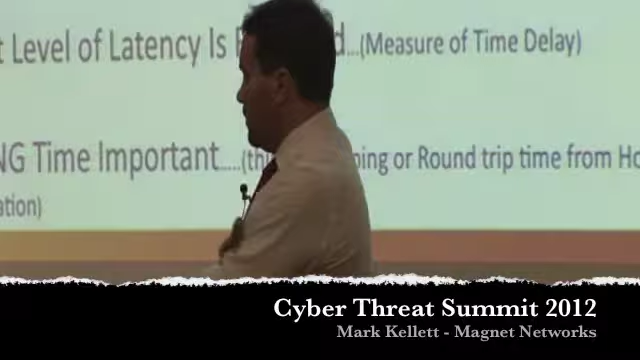 Level of Latency Is d...(Measure of Time Delay)
NG Time Important....(th ing or Round trip time from Ho
ation)
Cyber Threat Summit 2012
Mark Kellett - Magnet Networks